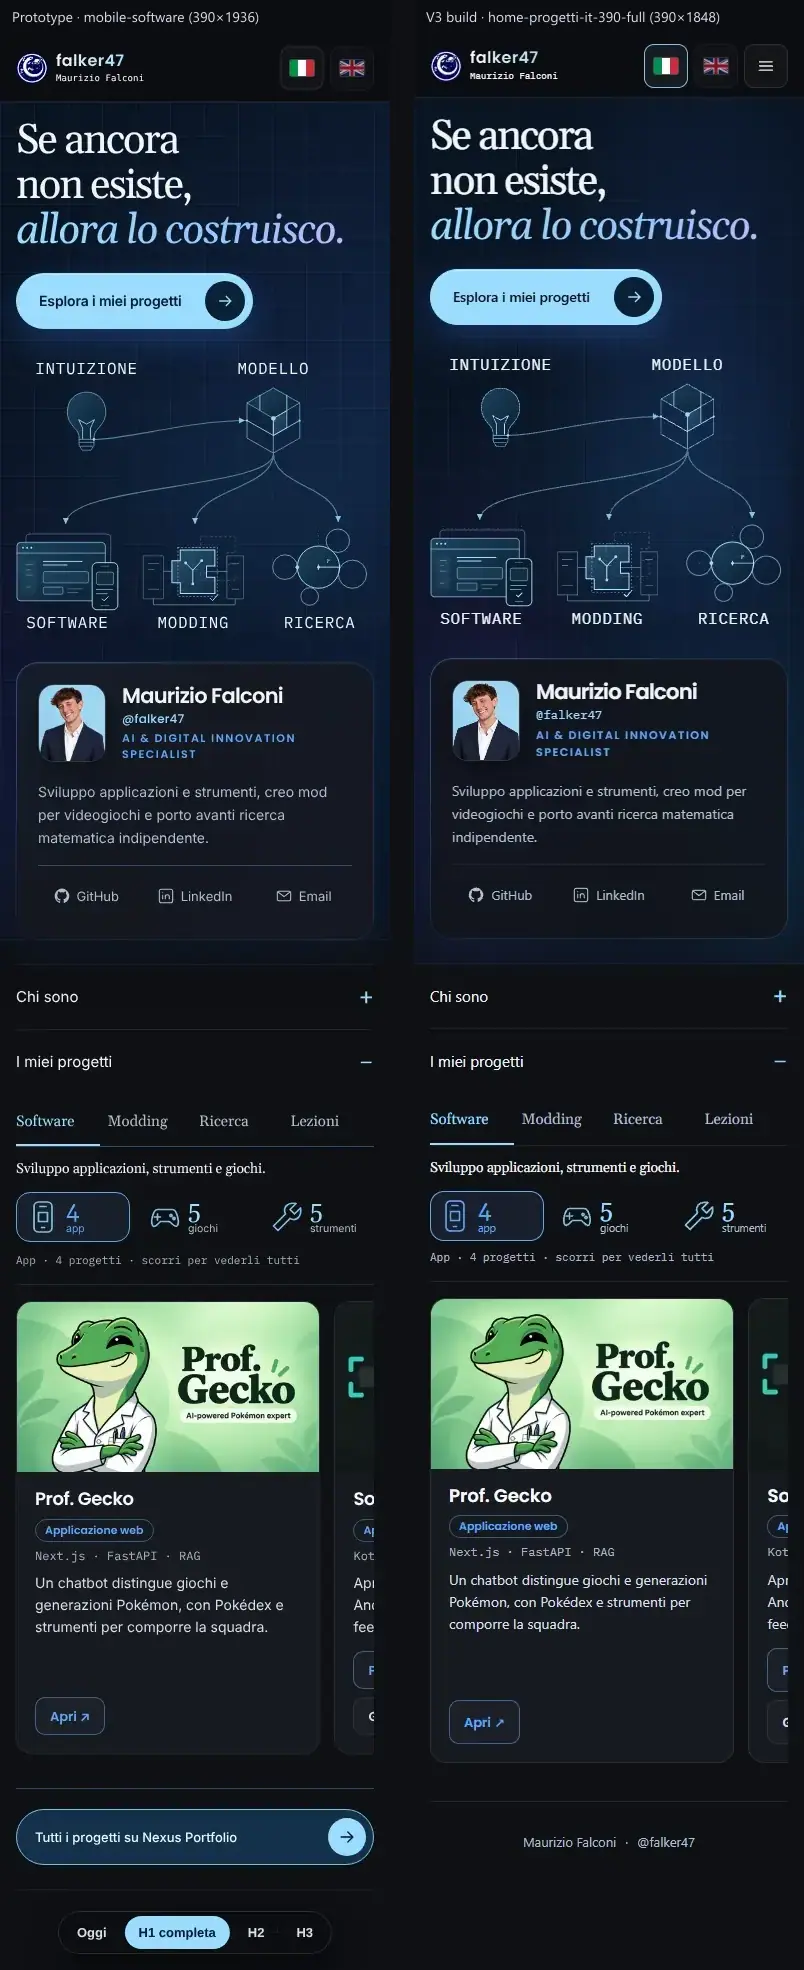 Prototype · mobile-software (390×1936)
falker47
Maurizio Falconi
Se ancora
non esiste,
allora lo costruisco.
Esplora i miei progetti →
INTUIZIONE MODELLO
SOFTWARE MODDING RICERCA
Maurizio Falconi
@falker47
AI & DIGITAL INNOVATION
SPECIALIST
Sviluppo applicazioni e strumenti, creo mod
per videogiochi e porto avanti ricerca
matematica indipendente.
GitHub LinkedIn Email
Chi sono +
I miei progetti −
Software Modding Ricerca Lezioni
Sviluppo applicazioni, strumenti e giochi.
4 5 5
app giochi strumenti
App · 4 progetti · scorri per vederli tutti
Prof.
Gecko
AI-powered Pokémon expert
Prof. Gecko So
Applicazione web
Next.js · FastAPI · RAG Kot
Un chatbot distingue giochi e Apr
generazioni Pokémon, con Pokédex e And
strumenti per comporre la squadra. fee
Apri ↗
Tutti i progetti su Nexus Portfolio →
Oggi H1 completa H2 H3
V3 build · home-progetti-it-390-full (390×1848)
falker47
Maurizio Falconi
Se ancora
non esiste,
allora lo costruisco.
Esplora i miei progetti →
INTUIZIONE MODELLO
SOFTWARE MODDING RICERCA
Maurizio Falconi
@falker47
AI & DIGITAL INNOVATION
SPECIALIST
Sviluppo applicazioni e strumenti, creo mod per
videogiochi e porto avanti ricerca matematica
indipendente.
GitHub LinkedIn Email
Chi sono +
I miei progetti −
Software Modding Ricerca Lezioni
Sviluppo applicazioni, strumenti e giochi.
4 5 5
app giochi strumenti
App · 4 progetti · scorri per vederli tutti
Prof.
Gecko
AI-powered Pokémon expert
Prof. Gecko So
Applicazione web
Next.js · FastAPI · RAG Kot
Un chatbot distingue giochi e generazioni Apr
Pokémon, con Pokédex e strumenti per And
comporre la squadra. fee
Apri ↗
Maurizio Falconi · @falker47